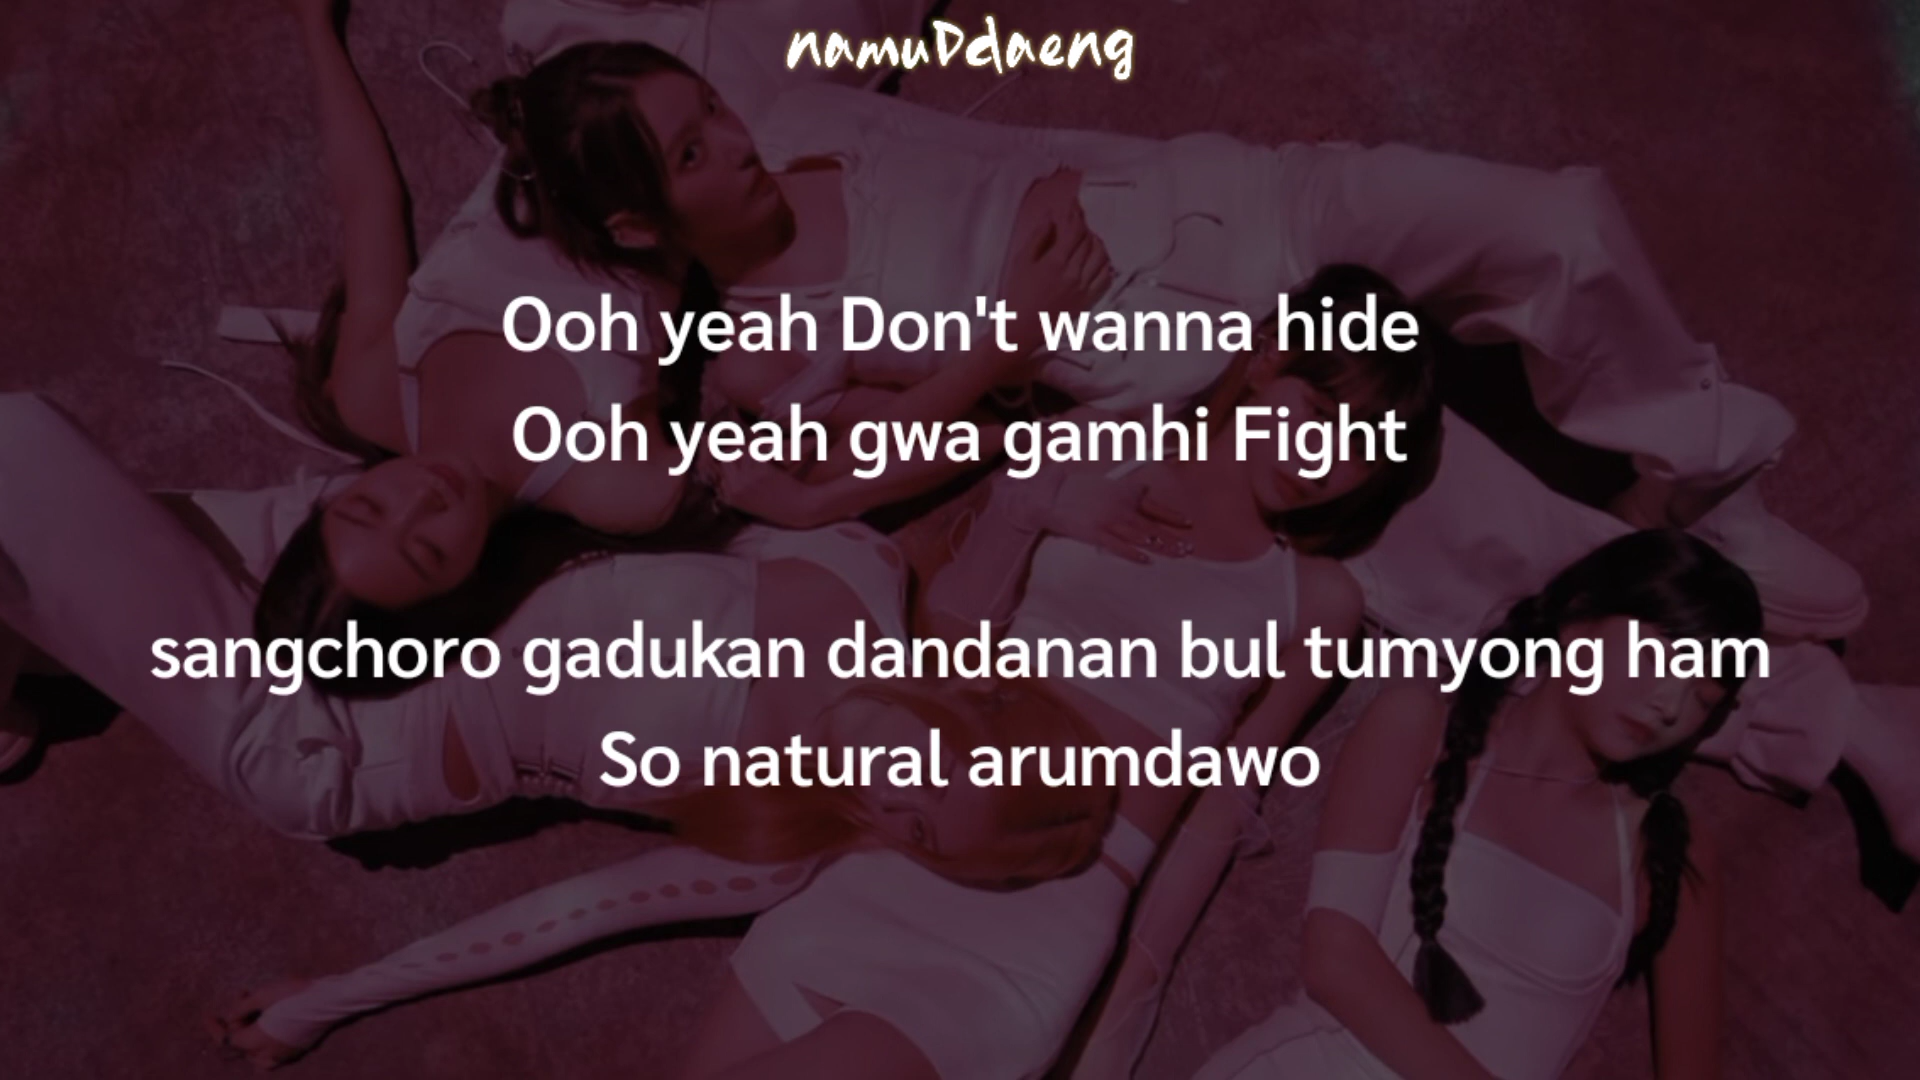 namuDdaeng
Ooh yeah Don't wanna hide
Ooh yeah gwa gamhi Fight
sangchoro gadukan dandanan bul tumyong ham
So natural arumdawo